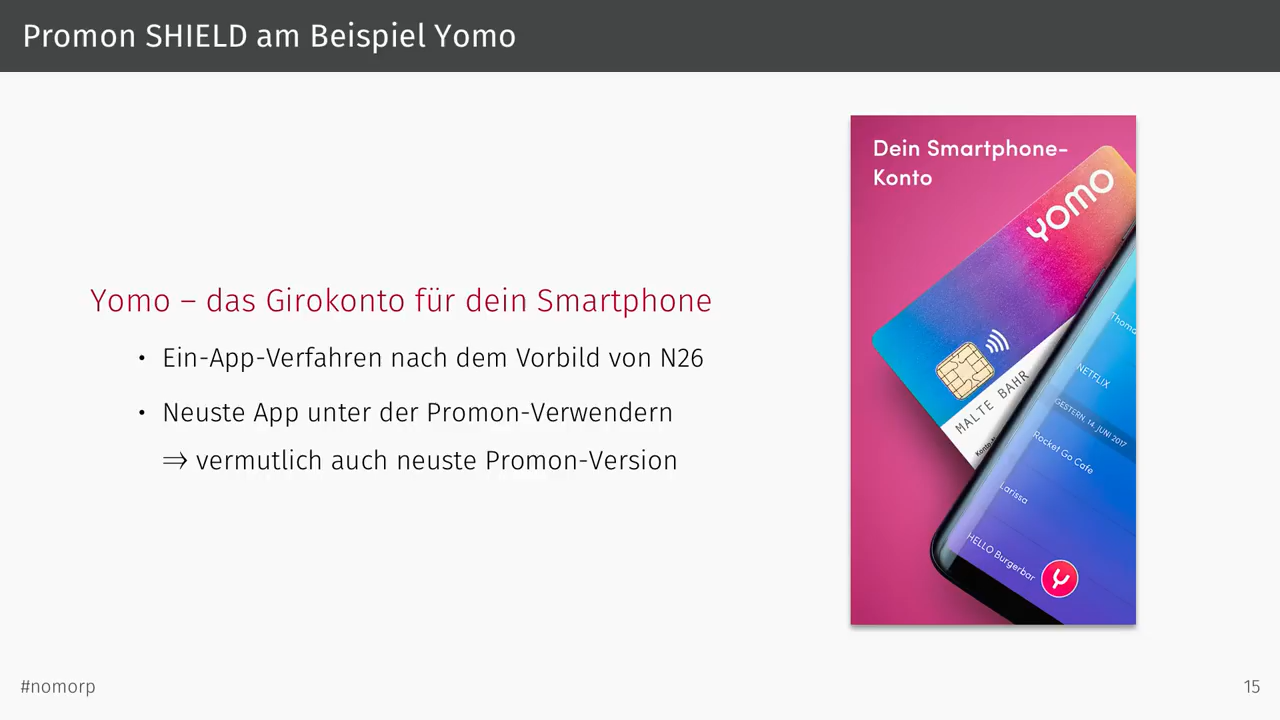 Promon SHIELD am Beispiel Yomo
Yomo – das Girokonto für dein Smartphone
• Ein-App-Verfahren nach dem Vorbild von N26
• Neuste App unter der Promon-Verwendern
⇒ vermutlich auch neuste Promon-Version
Dein Smartphone-
Konto
YOMO
MALTE BAHR
Thoma
NETFLIX
GESTERN, 14. JUNI 2017
Rocket Go Cafe
Larissa
HELLO Burgerbar
#nomorp
15